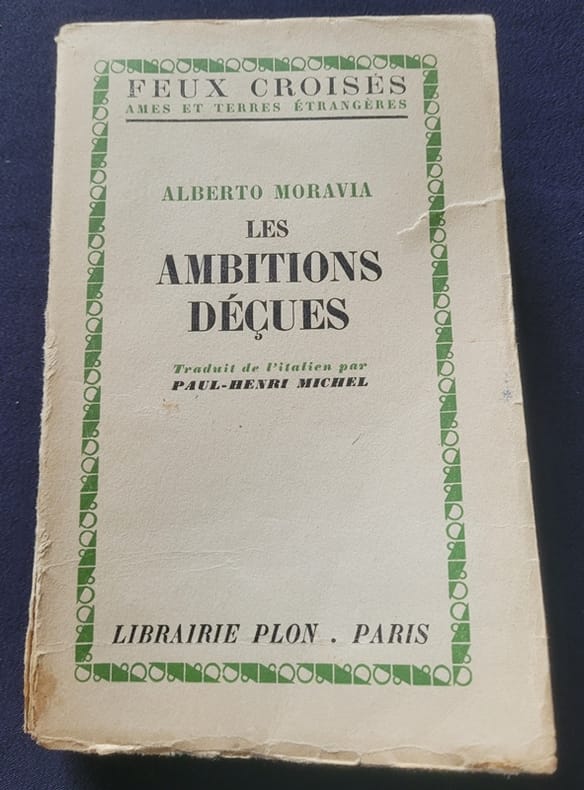 FEUX CROISÉS
AMES ET TERRES ÉTRANGÈRES
ALBERTO MORAVIA
LES
AMBITIONS
DÉÇUES
Traduit de l'italien par
PAUL-HENRI MICHEL
LIBRAIRIE PLON . PARIS